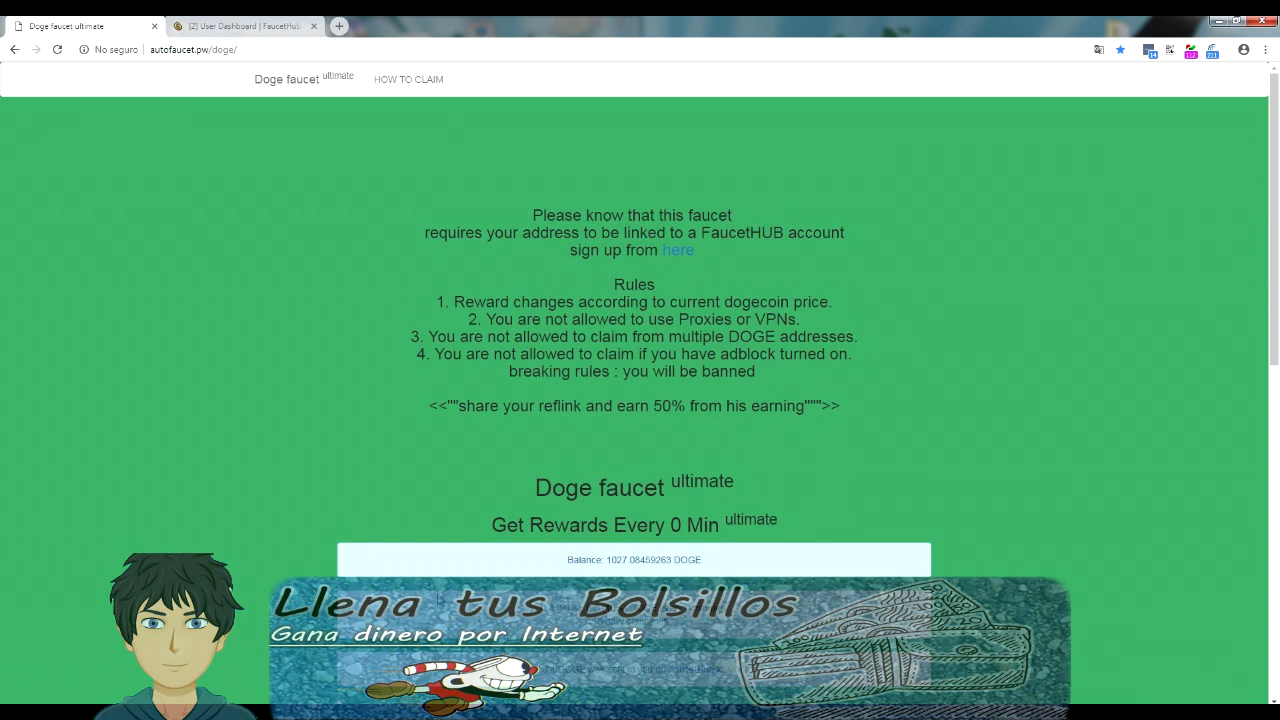 Doge faucet ultimate
[2] User Dashboard | FaucetHub
No seguro
autofaucet.pw/doge/
14
112
211
Doge faucet ultimate
HOW TO CLAIM
Please know that this faucet
requires your address to be linked to a FaucetHUB account
sign up from here
Rules
1. Reward changes according to current dogecoin price.
2. You are not allowed to use Proxies or VPNs.
3. You are not allowed to claim from multiple DOGE addresses.
4. You are not allowed to claim if you have adblock turned on.
breaking rules : you will be banned
<<""share your reflink and earn 50% from his earning""">>
Doge faucet ultimate
Get Rewards Every 0 Min ultimate
Balance: 1027.08459263 DOGE
Llena tus Bolsillos
Gana dinero por Internet